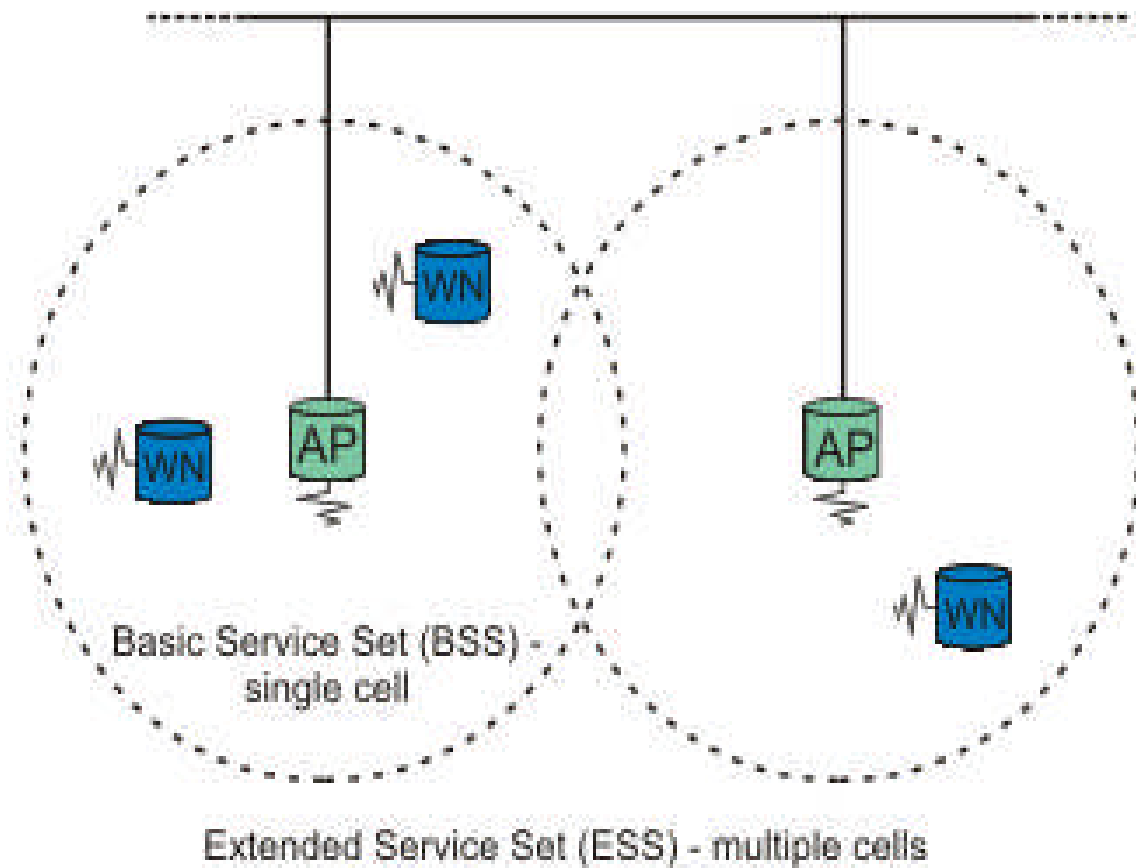 WN
WN
AP
AP
WN
Basic Service Set (BSS) -
single cell
Extended Service Set (ESS) - multiple cells